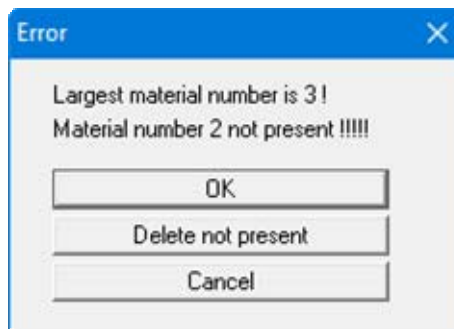 Error
Largest material number is 3 !
Material number 2 not present !!!!!
OK
Delete not present
Cancel